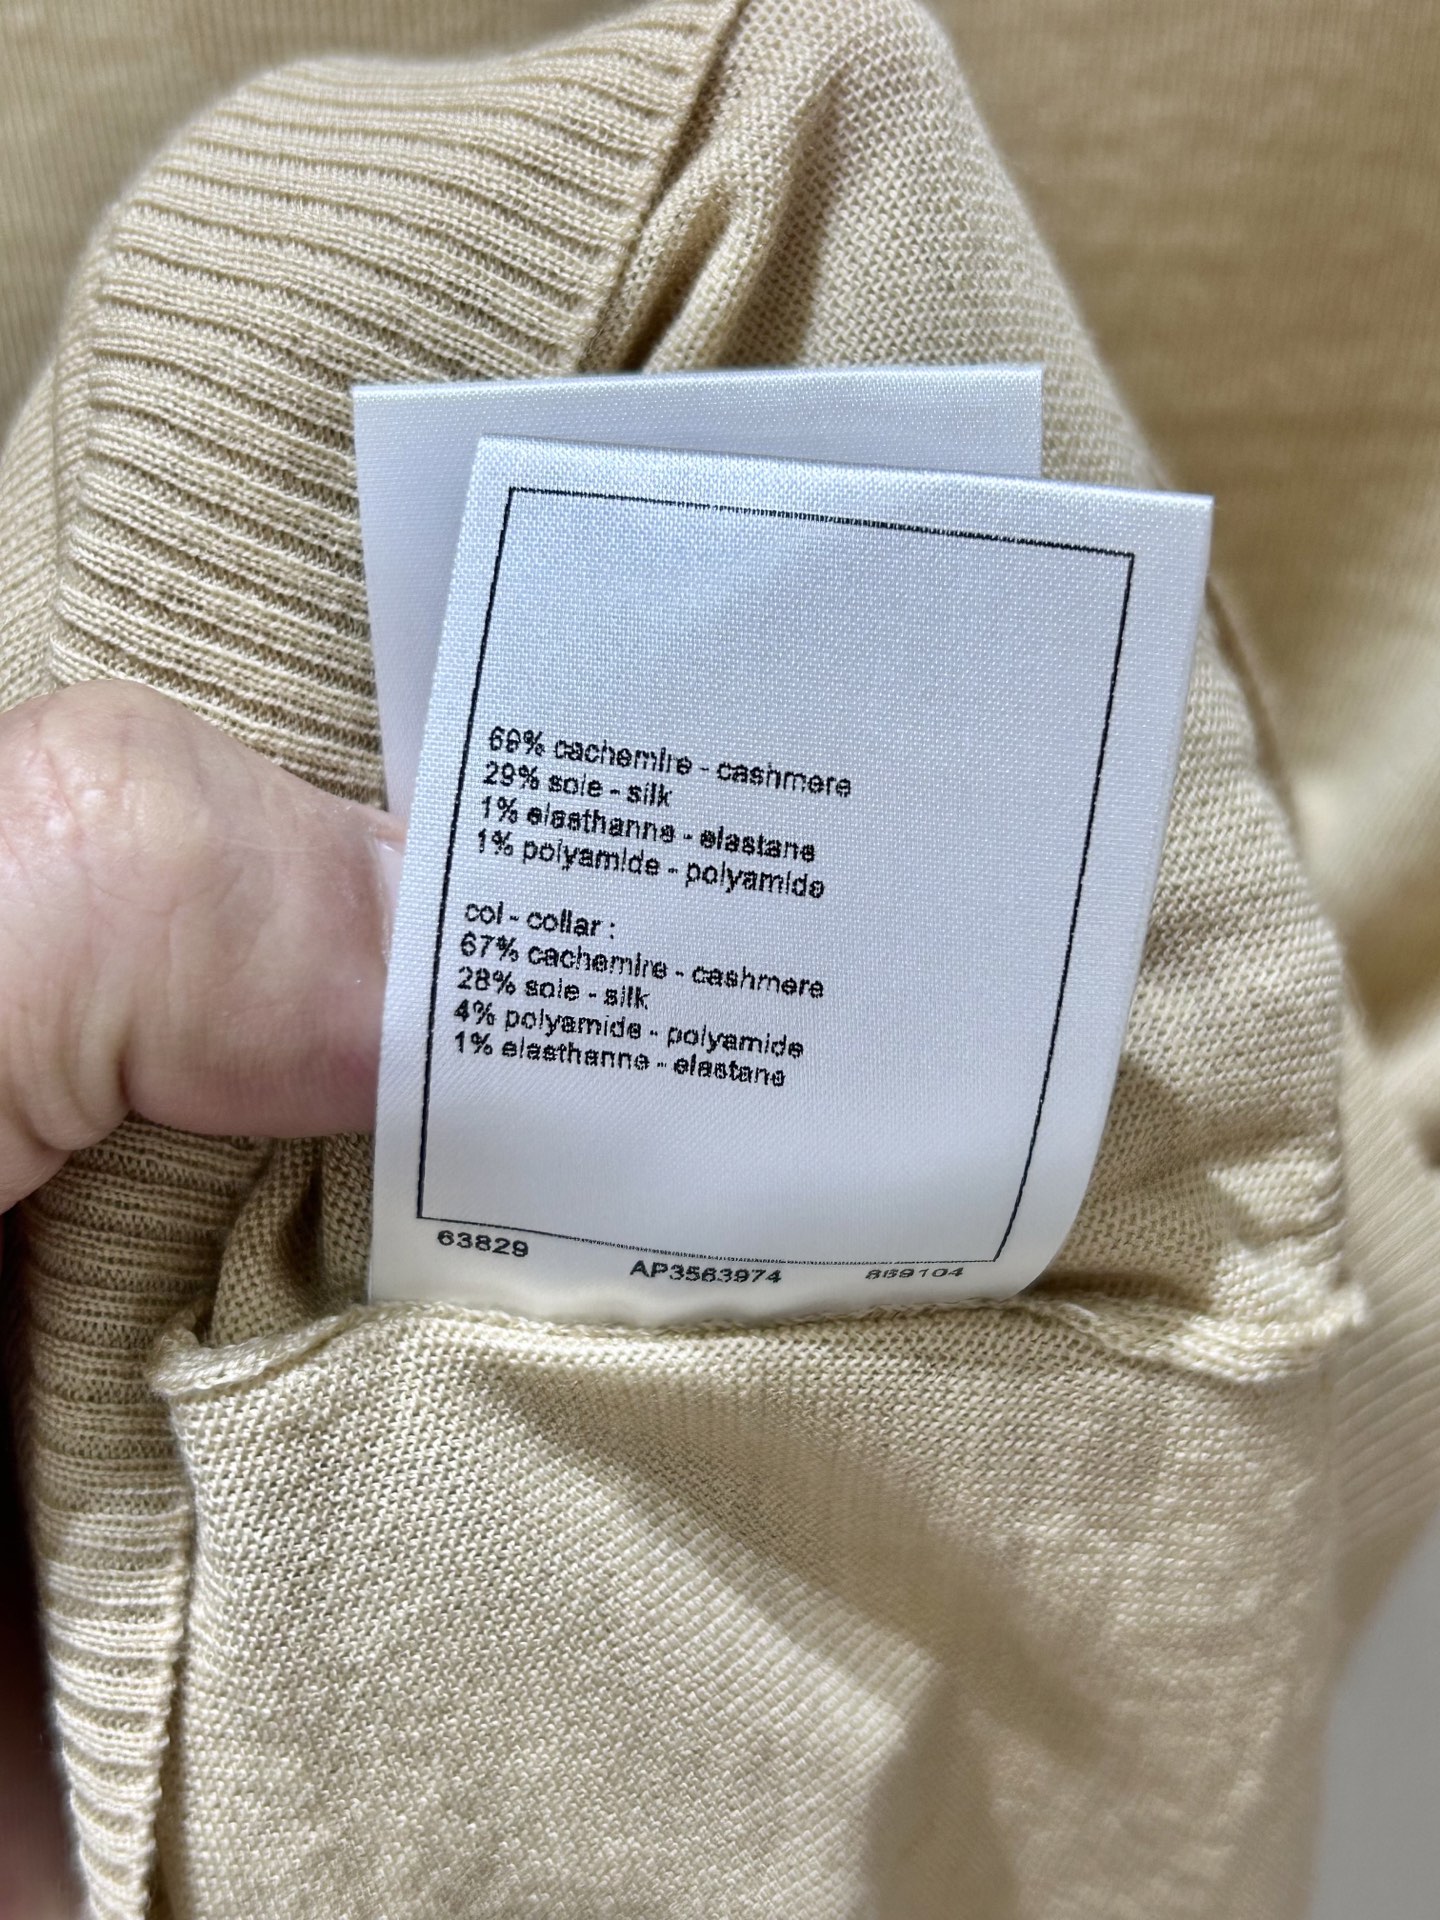 69% cachemire - cashmere
29% soie - silk
1% elasthanne - elastane
1% polyamide - polyamide
col - collar :
67% cachemire - cashmere
28% soie - silk
4% polyamide - polyamide
1% elasthanne - elastane
63829 AP3563974 869104